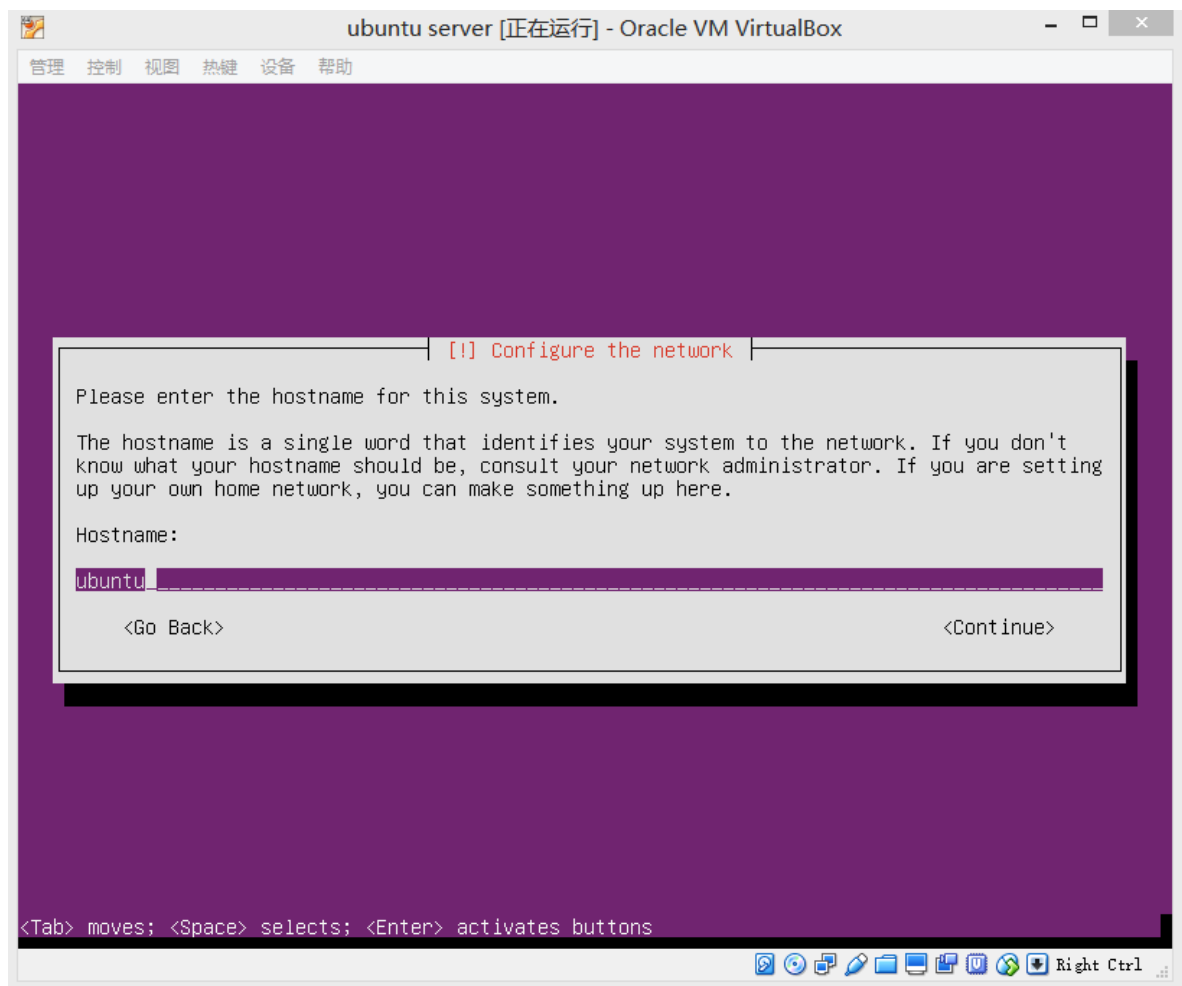 ubuntu server [正在运行] - Oracle VM VirtualBox
管理 控制 视图 热键 设备 帮助
[!] Configure the network
Please enter the hostname for this system.
The hostname is a single word that identifies your system to the network. If you don't
know what your hostname should be, consult your network administrator. If you are setting
up your own home network, you can make something up here.
Hostname:
ubuntu
<Go Back> <Continue>
<Tab> moves; <Space> selects; <Enter> activates buttons
Right Ctrl